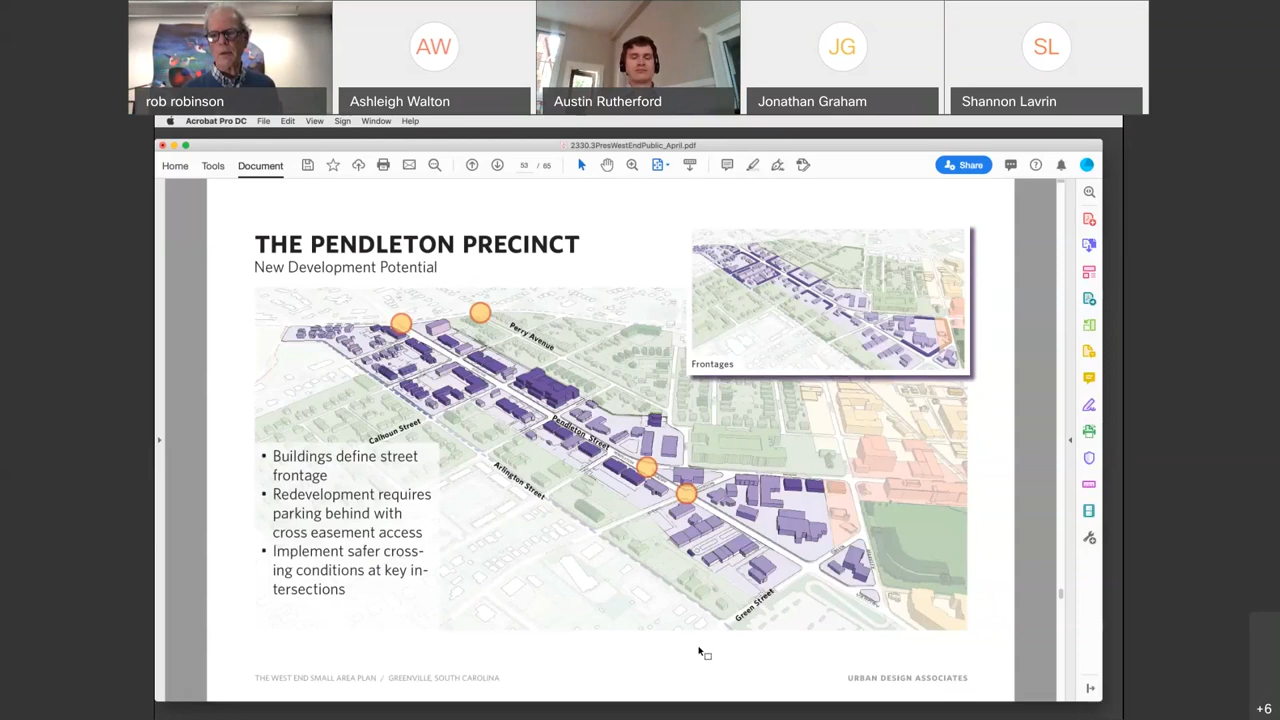 AW
JG
SL
rob robinson
Ashleigh Walton
Austin Rutherford
Jonathan Graham
Shannon Lavrin
Acrobat Pro DC File Edit View Sign Window Help
2330.3PresWestEndPublic_April.pdf
Home Tools Document
53 / 65
Share
THE PENDLETON PRECINCT
New Development Potential
Frontages
Perry Avenue
Calhoun Street
Pendleton Street
Arlington Street
Green Street
• Buildings define street
frontage
• Redevelopment requires
parking behind with
cross easement access
• Implement safer cross-
ing conditions at key in-
tersections
THE WEST END SMALL AREA PLAN / GREENVILLE, SOUTH CAROLINA
URBAN DESIGN ASSOCIATES
+6